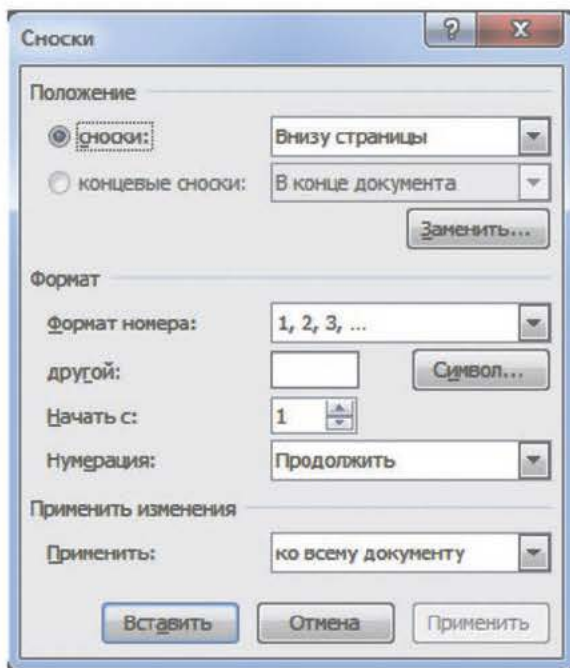 Сноски
Положение
сноски: Внизу страницы
концевые сноски: В конце документа
Заменить...
Формат
Формат номера: 1, 2, 3, ...
другой: Символ...
Начать с: 1
Нумерация: Продолжить
Применить изменения
Применить: ко всему документу
Вставить Отмена Применить